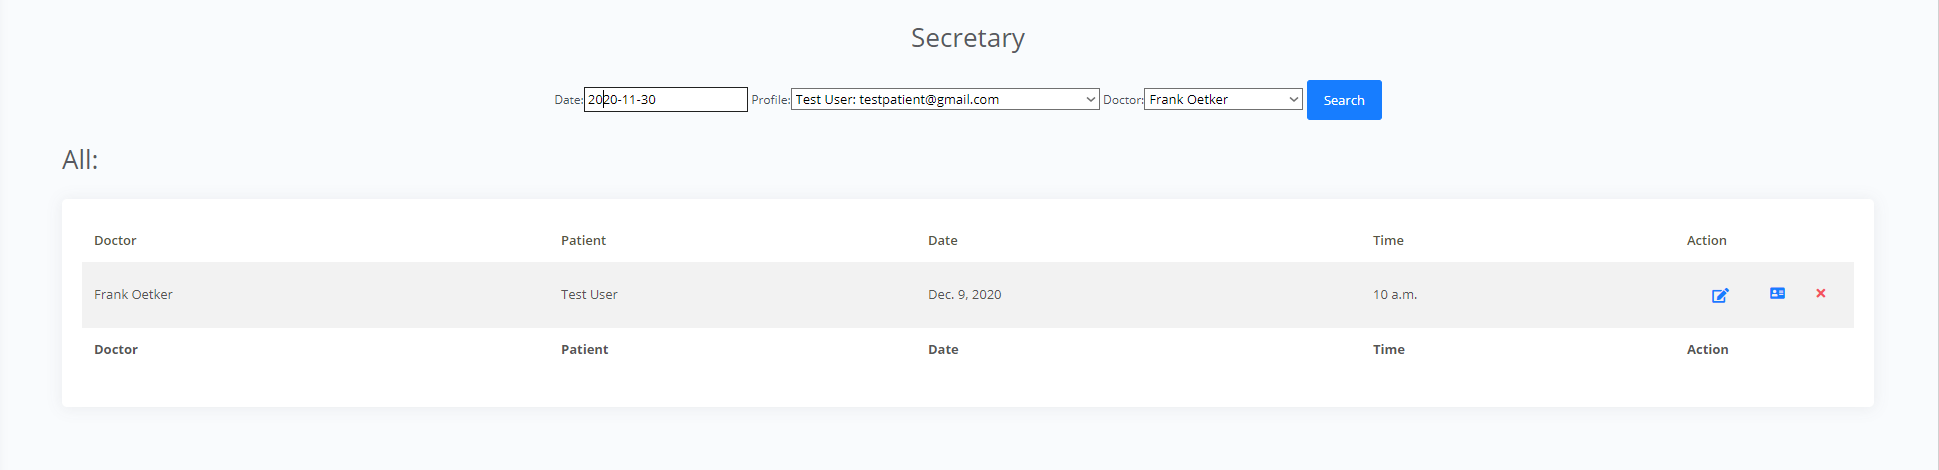 Secretary
Date: 2020-11-30 Profile: Test User: testpatient@gmail.com Doctor: Frank Oetker Search
All:
Doctor Patient Date Time Action
Frank Oetker Test User Dec. 9, 2020 10 a.m.
Doctor Patient Date Time Action